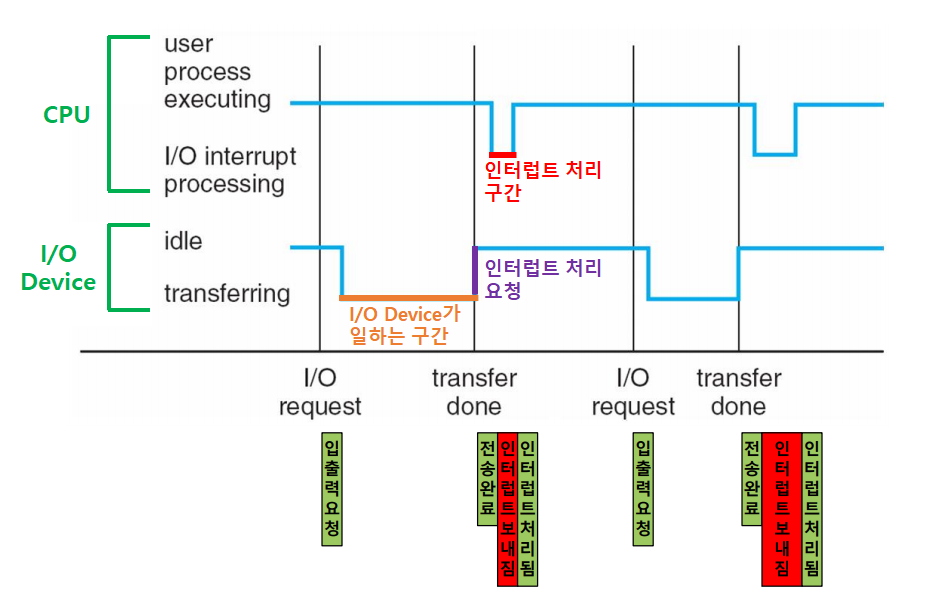 user
process
executing
CPU
I/O interrupt
processing
인터럽트 처리
구간
idle
I/O
Device
transferring
인터럽트 처리
요청
I/O Device가
일하는 구간
I/O
request
transfer
done
I/O
request
transfer
done
입출력요청
전송완료
인터럽트보내짐
인터럽트처리됨
입출력요청
전송완료
인터럽트보내짐
인터럽트처리됨